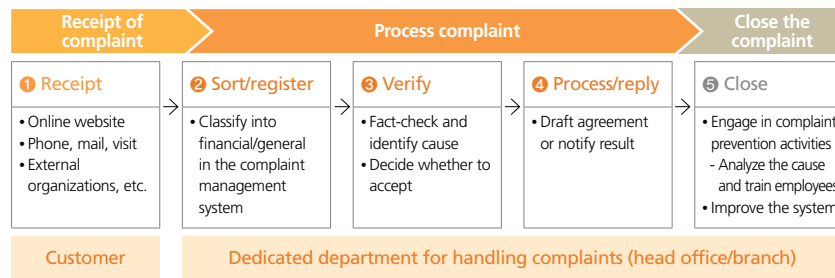 Receipt of
complaint
Process complaint
Close the
complaint
❶ Receipt
• Online website
• Phone, mail, visit
• External
organizations, etc.
❷ Sort/register
• Classify into
financial/general
in the complaint
management
system
❸ Verify
• Fact-check and
identify cause
• Decide whether to
accept
❹ Process/reply
• Draft agreement
or notify result
❺ Close
• Engage in complaint
prevention activities
- Analyze the cause
and train employees
• Improve the system
Customer
Dedicated department for handling complaints (head office/branch)